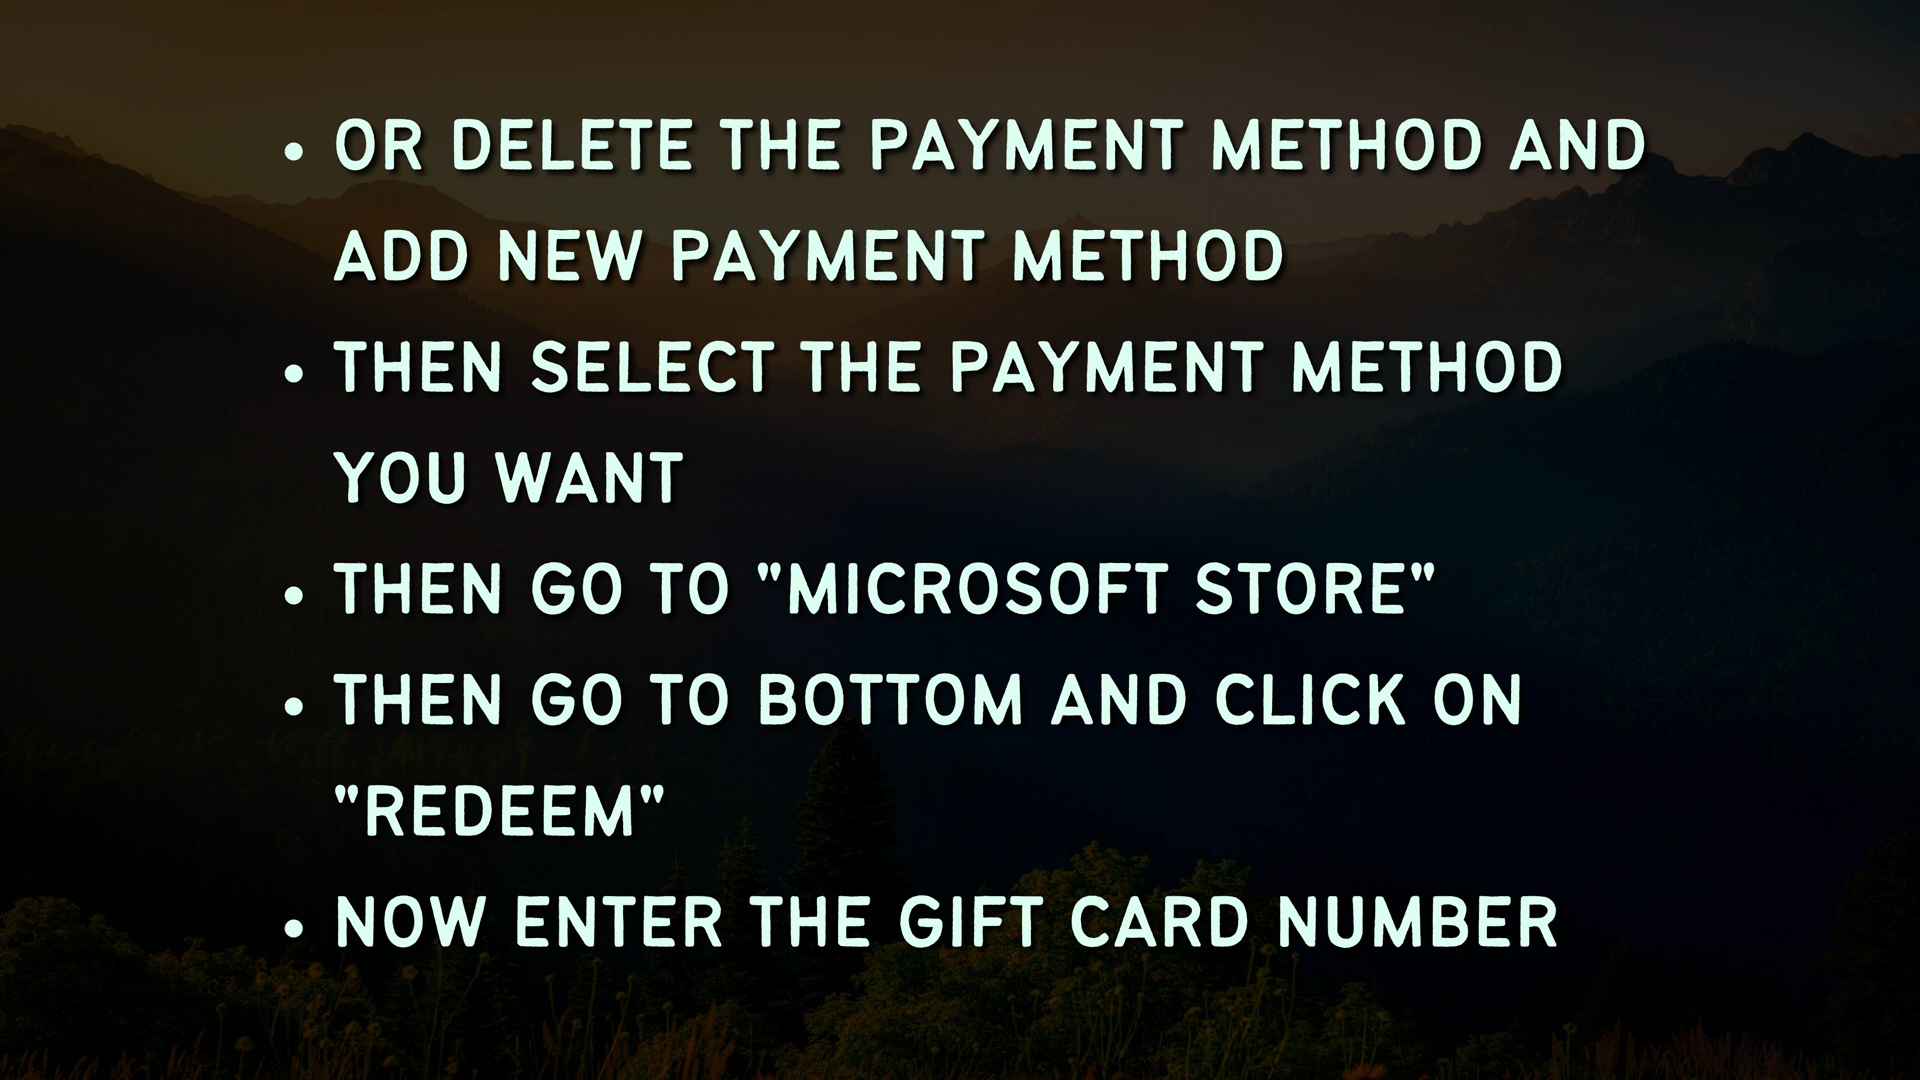 • OR DELETE THE PAYMENT METHOD AND
ADD NEW PAYMENT METHOD
• THEN SELECT THE PAYMENT METHOD
YOU WANT
• THEN GO TO "MICROSOFT STORE"
• THEN GO TO BOTTOM AND CLICK ON
"REDEEM"
• NOW ENTER THE GIFT CARD NUMBER